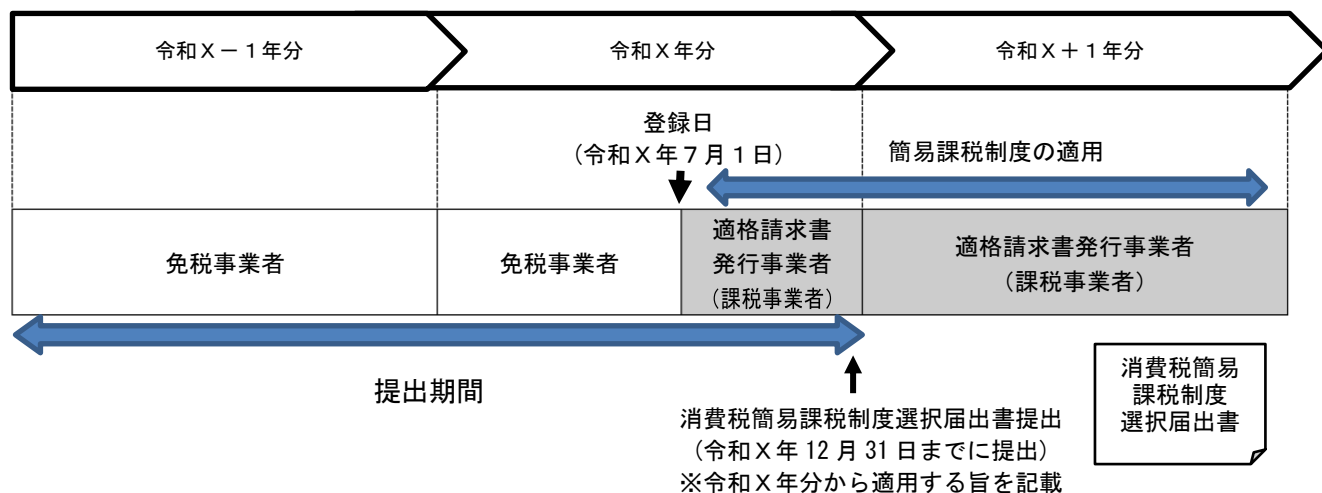 令和Ｘ－１年分
令和Ｘ年分
令和Ｘ＋１年分
登録日
（令和Ｘ年７月１日）
簡易課税制度の適用
免税事業者
免税事業者
適格請求書
発行事業者
（課税事業者）
適格請求書発行事業者
（課税事業者）
提出期間
消費税簡易課税制度選択届出書提出
（令和Ｘ年 12 月 31 日までに提出）
※令和Ｘ年分から適用する旨を記載
消費税簡易
課税制度
選択届出書